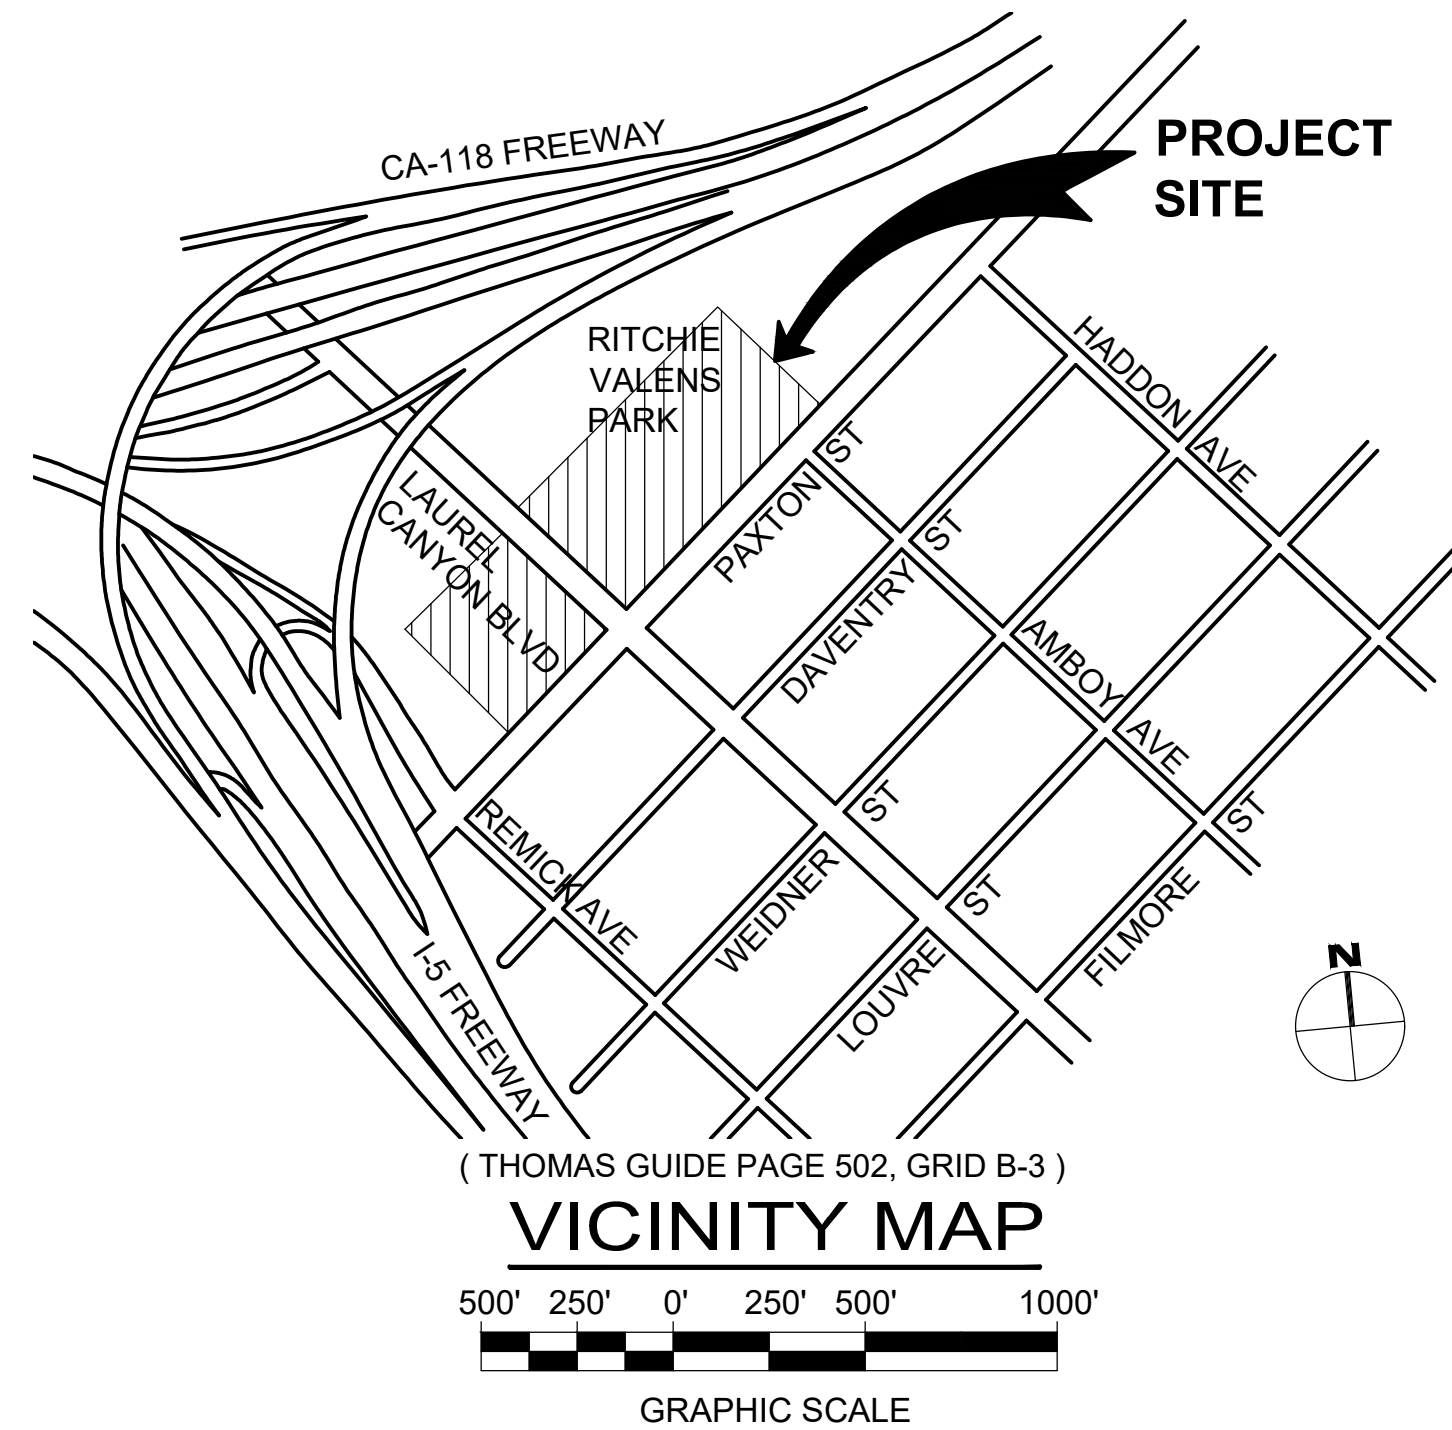 CA-118 FREEWAY
PROJECT
SITE
RITCHIE
VALENS
PARK
HADDON AVE
LAUREL
CANYON BLVD
PAXTON ST
DAVENTRY ST
AMBOY AVE
REMICK AVE
WEIDNER ST
LOUVRE ST
FILMORE ST
I-5 FREEWAY
N
( THOMAS GUIDE PAGE 502, GRID B-3 )
VICINITY MAP
500' 250' 0' 250' 500' 1000'
GRAPHIC SCALE